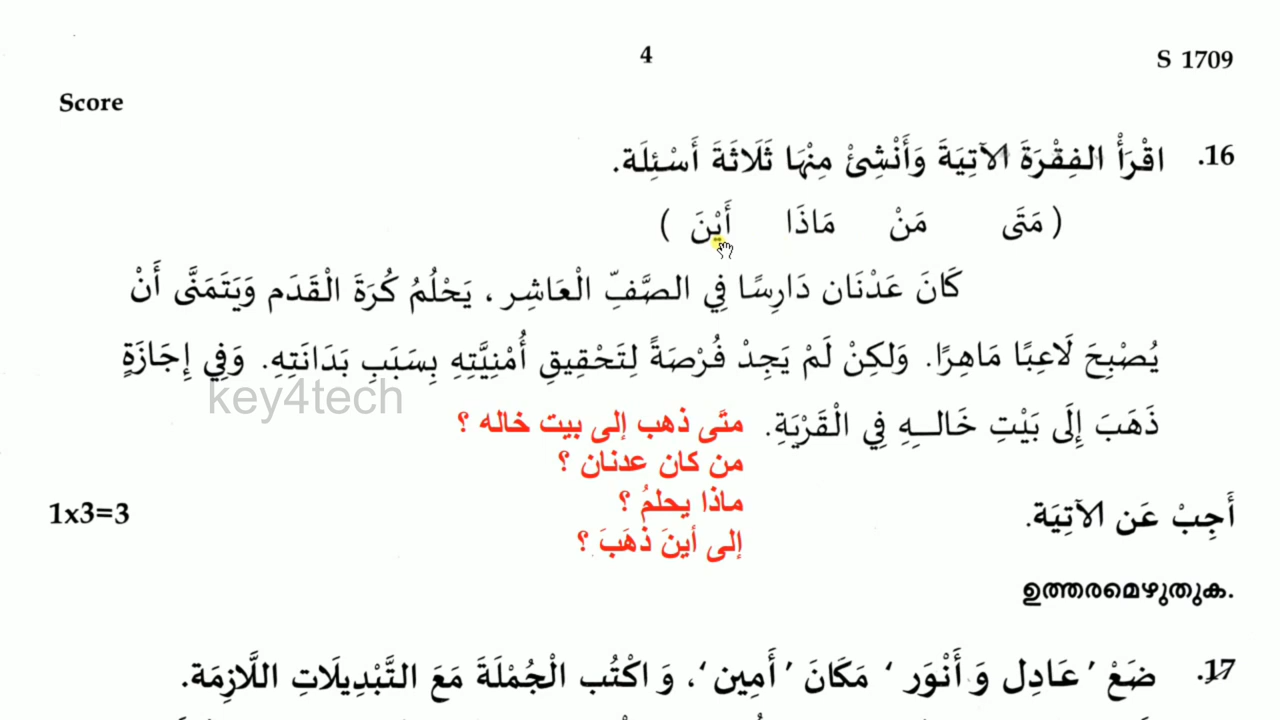 4
S 1709
Score
16. اقْرَأْ الفِقْرَةَ الآتِيَةَ وَأَنْشِئْ مِنْهَا ثَلَاثَةَ أَسْئِلَة.
( مَتَى مَنْ مَاذَا أَيْنَ )
كَانَ عَدْنَان دَارِسًا فِي الصَّفِّ الْعَاشِر ، يَحْلُمُ كُرَةَ الْقَدَم وَيَتَمَنَّى أَنْ
يُصْبِحَ لَاعِبًا مَاهِرًا. وَلكِنْ لَمْ يَجِدْ فُرْصَةً لِتَحْقِيقِ أُمْنِيَّتِهِ بِسَبَبِ بَدَانَتِهِ. وَفِي إِجَازَةٍ
key4tech
ذَهَبَ إِلَى بَيْتِ خَالِـهِ فِي الْقَرْيَةِ.
متَى ذهب إلى بيت خاله ؟
من كان عدنان ؟
ماذا يحلمُ ؟
إلى أينَ ذهَبَ ؟
أَجِبْ عَن الآتِيَة.
1x3=3
ഉത്തരമെഴുതുക.
17. ضَعْ ’ عَادِل وَ أَنْوَر ‘ مَكَانَ ’أَمِين‘، وَ اكْتُب الْجُمْلَةَ مَعَ التَّبْدِيلَاتِ اللَّازِمَة.